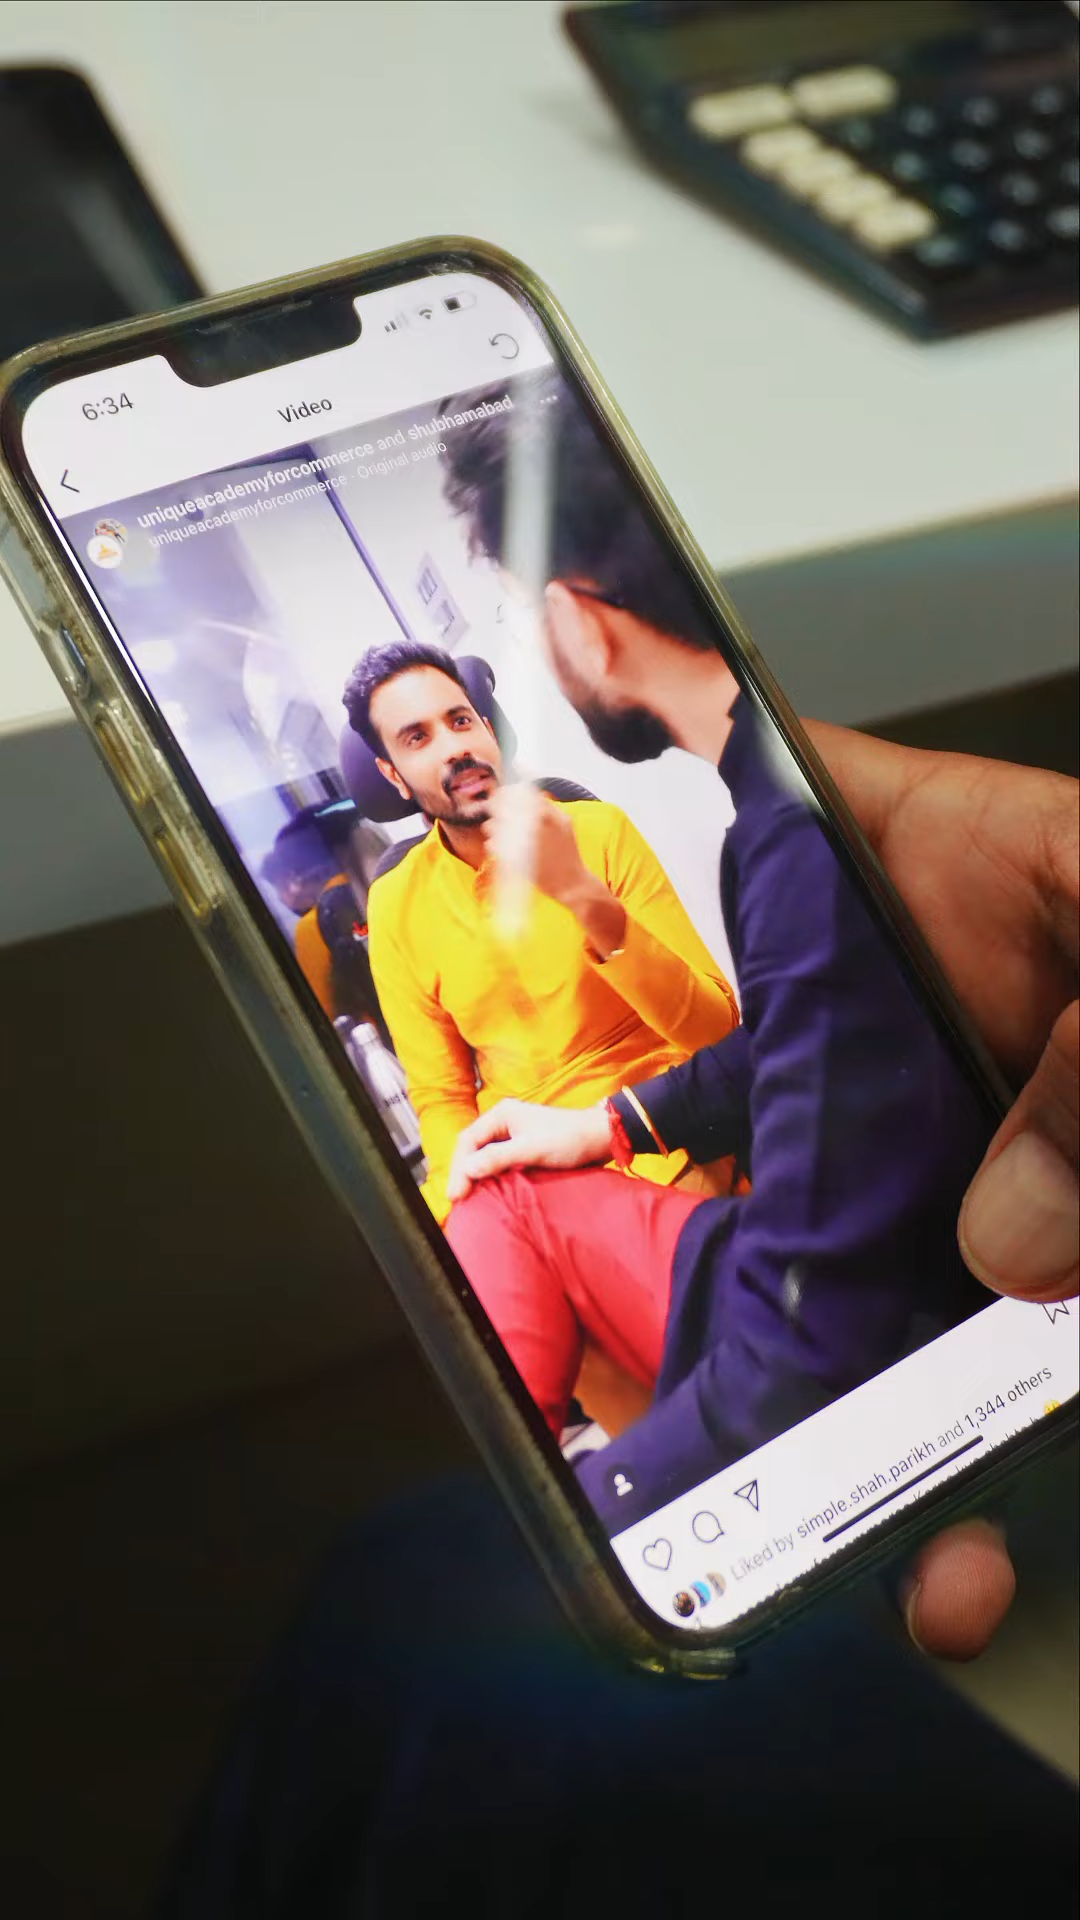 6:34
Video
uniqueacademyforcommerce and shubhamabad
uniqueacademyforcommerce · Original audio
Liked by simple.shah.parikh and 1,344 others